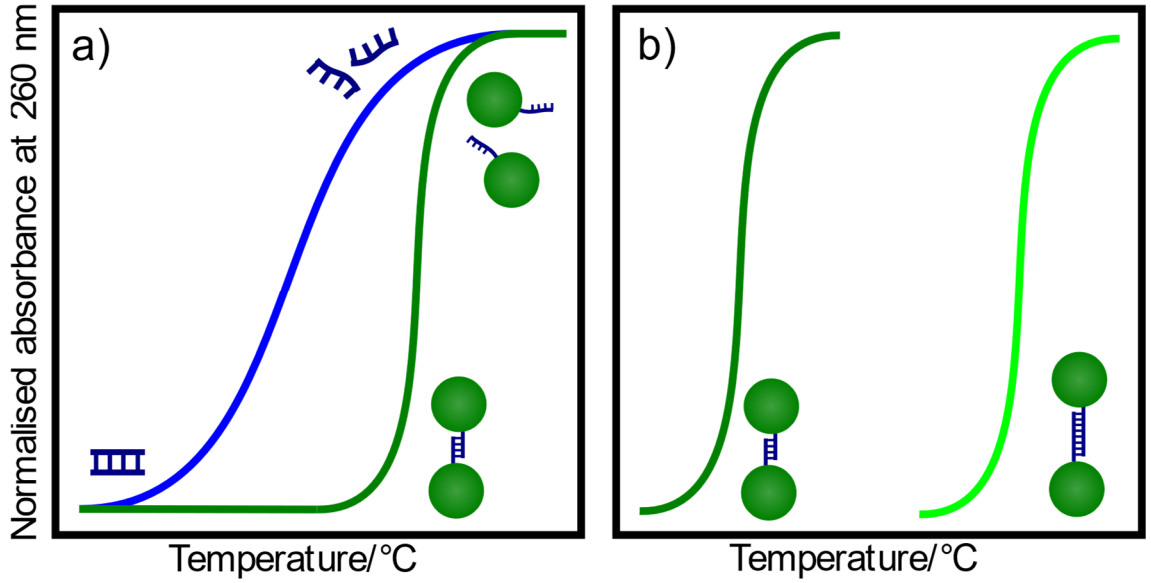 Normalised absorbance at 260 nm
a)
b)
Temperature/°C
Temperature/°C